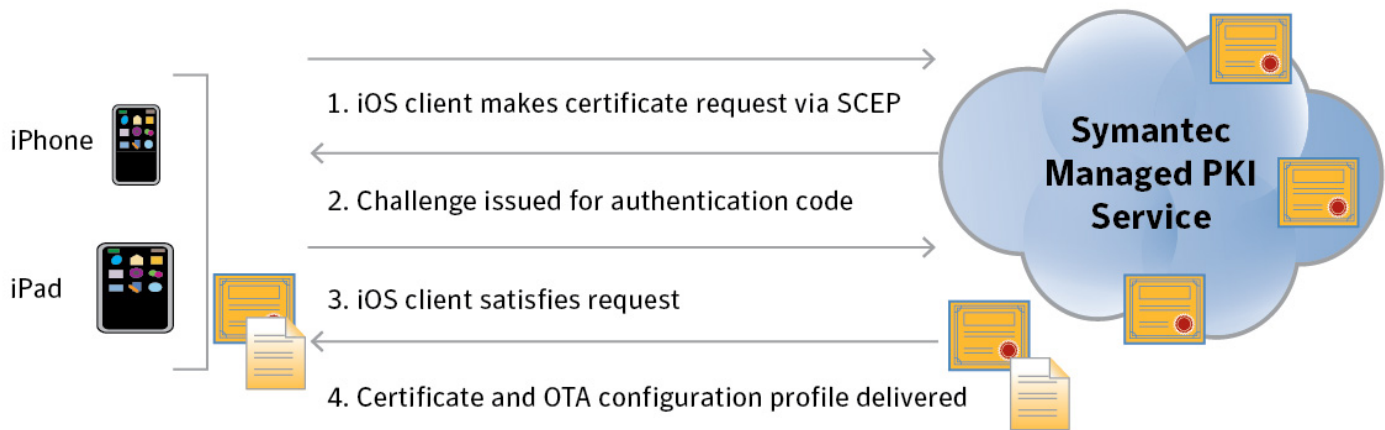 iPhone
iPad
1. iOS client makes certificate request via SCEP
2. Challenge issued for authentication code
3. iOS client satisfies request
4. Certificate and OTA configuration profile delivered
Symantec
Managed PKI
Service